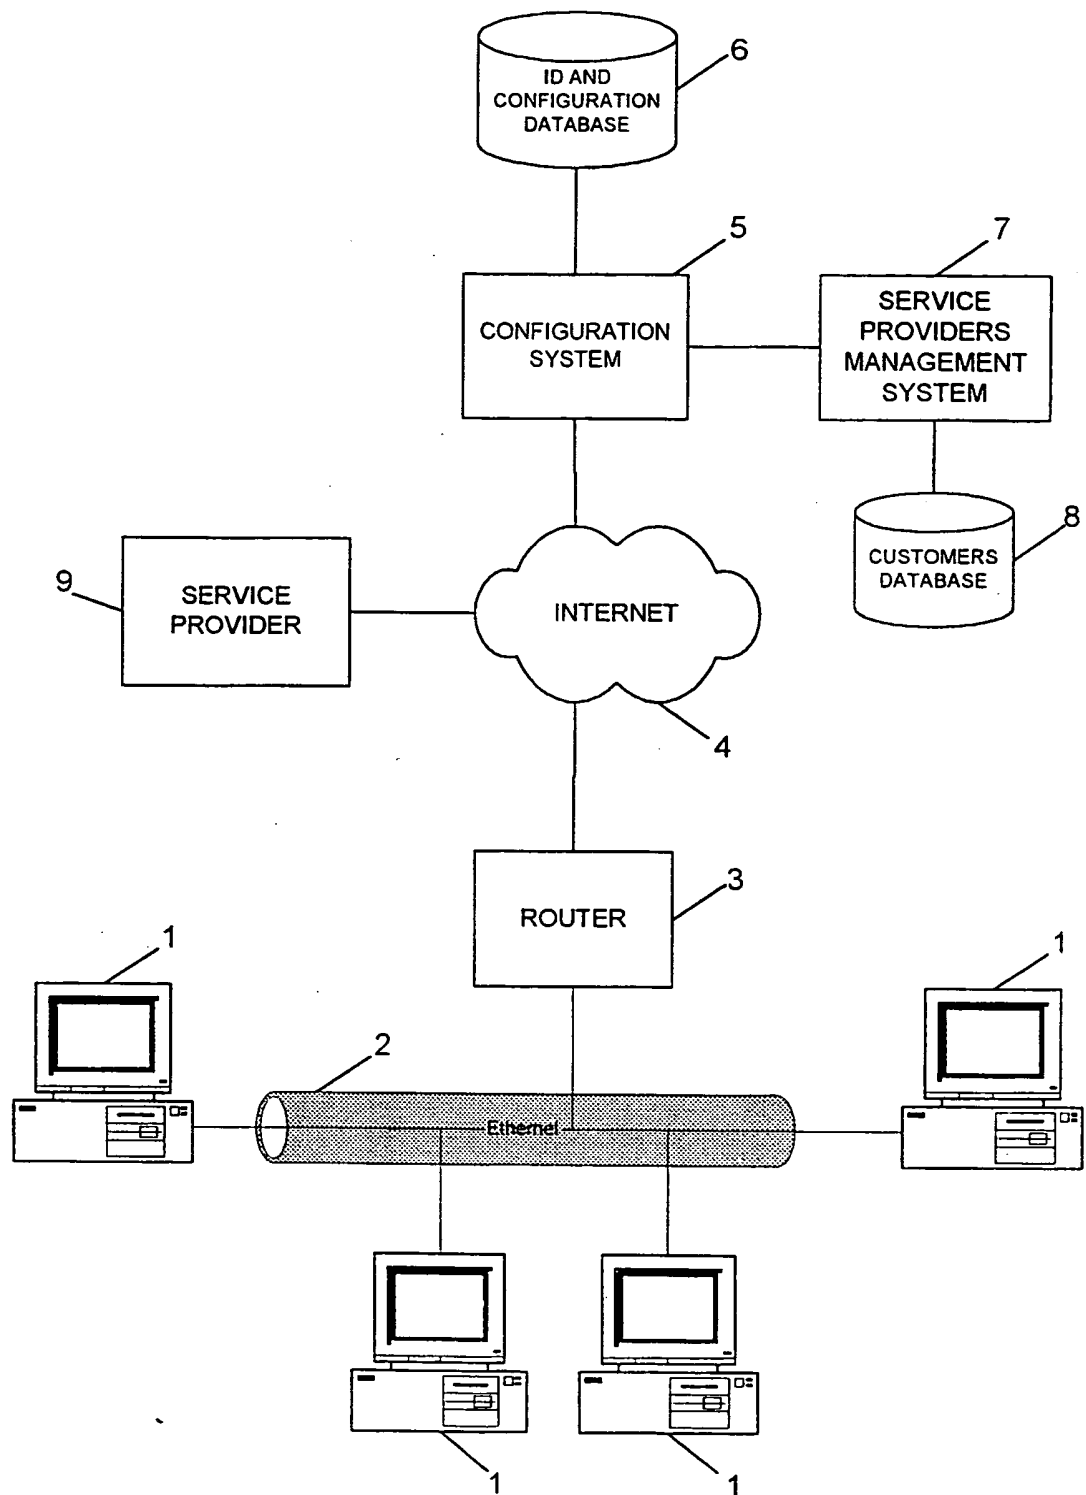 6
ID AND
CONFIGURATION
DATABASE
5
7
CONFIGURATION
SYSTEM
SERVICE
PROVIDERS
MANAGEMENT
SYSTEM
8
CUSTOMERS
DATABASE
9
SERVICE
PROVIDER
INTERNET
4
3
ROUTER
1
1
2
Ethernet
1
1